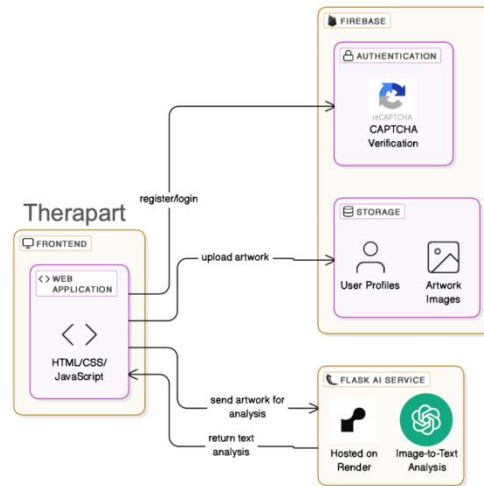 FIREBASE
AUTHENTICATION
reCAPTCHA
CAPTCHA
Verification
register/login
Therapart
FRONTEND
WEB
APPLICATION
HTML/CSS/
JavaScript
upload artwork
STORAGE
User Profiles
Artwork
Images
send artwork for
analysis
return text
analysis
FLASK AI SERVICE
Hosted on
Render
Image-to-Text
Analysis